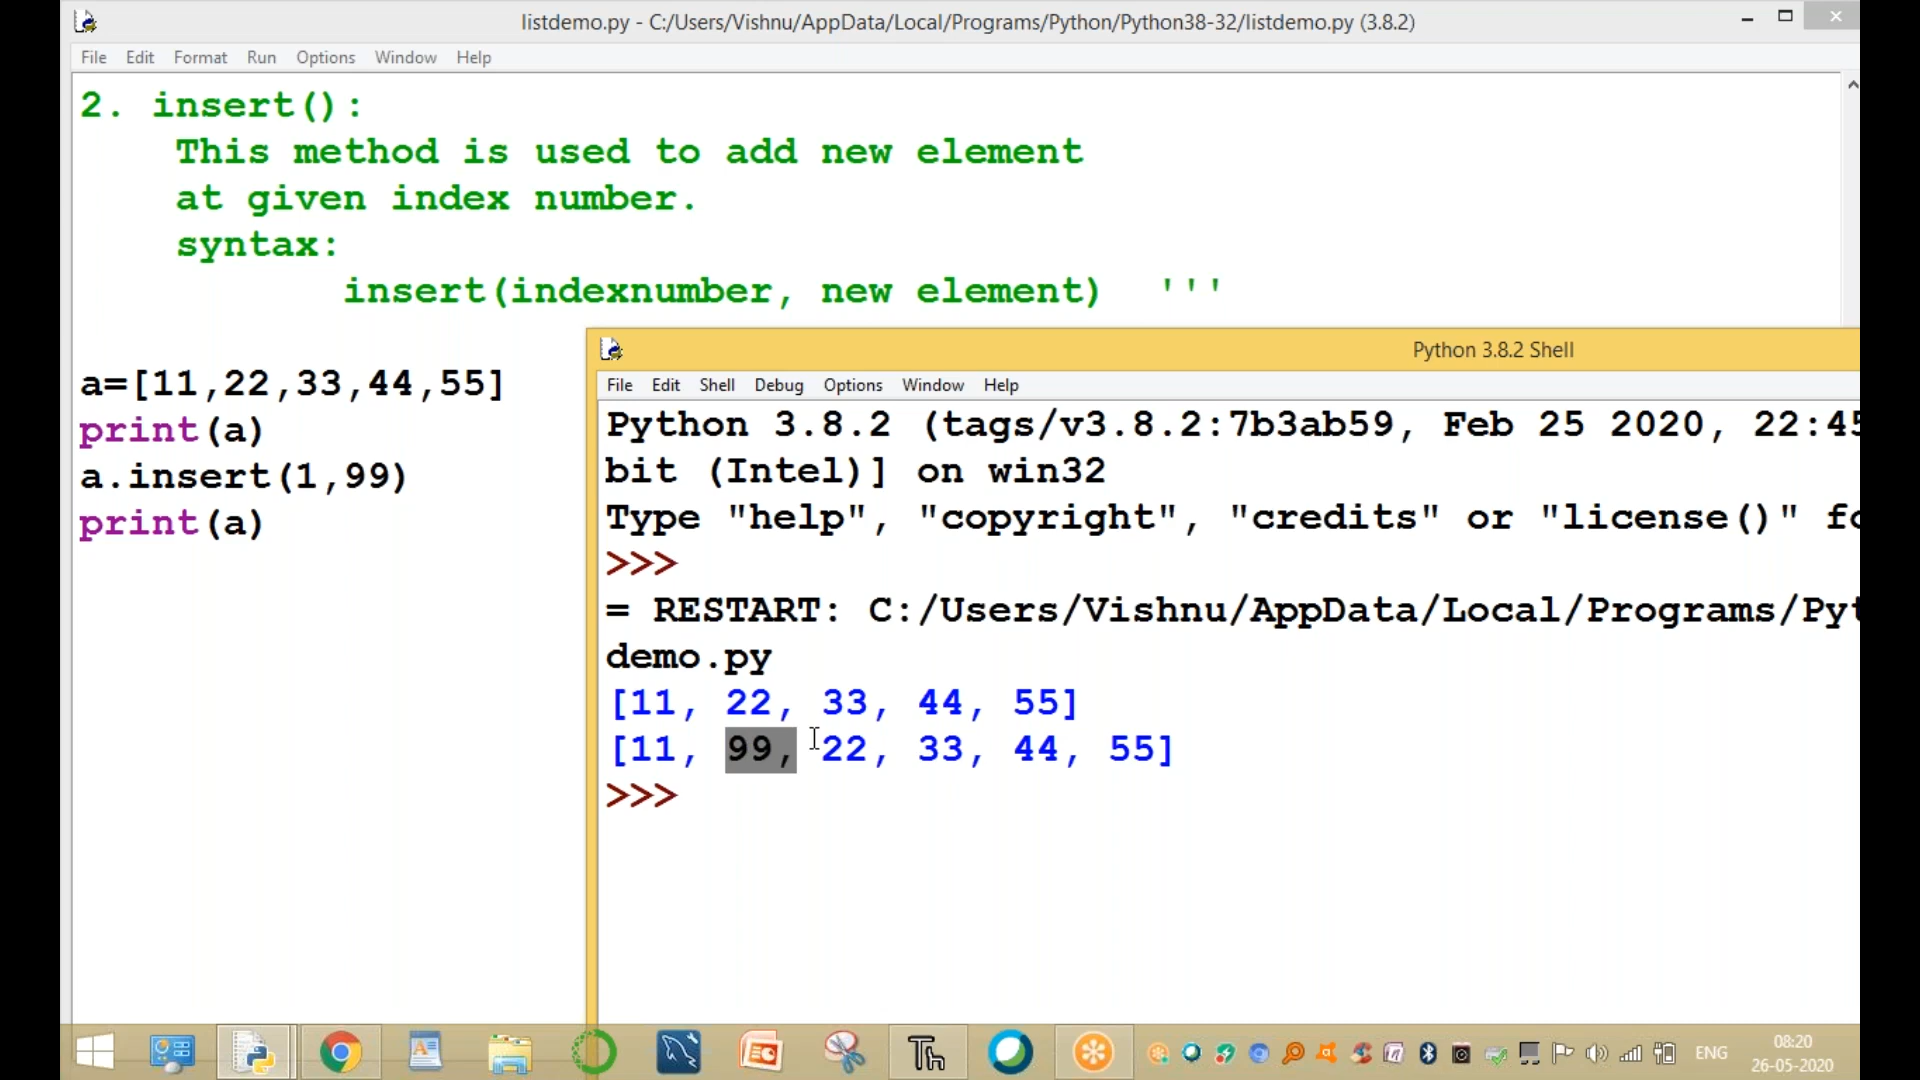 listdemo.py - C:/Users/Vishnu/AppData/Local/Programs/Python/Python38-32/listdemo.py (3.8.2)
File Edit Format Run Options Window Help
2. insert():
This method is used to add new element
at given index number.
syntax:
insert(indexnumber, new element) '''
a=[11,22,33,44,55]
print(a)
a.insert(1,99)
print(a)
Python 3.8.2 Shell
File Edit Shell Debug Options Window Help
Python 3.8.2 (tags/v3.8.2:7b3ab59, Feb 25 2020, 22:45
bit (Intel)] on win32
Type "help", "copyright", "credits" or "license()" fo
>>>
= RESTART: C:/Users/Vishnu/AppData/Local/Programs/Pyt
demo.py
[11, 22, 33, 44, 55]
[11, 99, 22, 33, 44, 55]
>>>
Th
ENG
08:20
26-05-2020